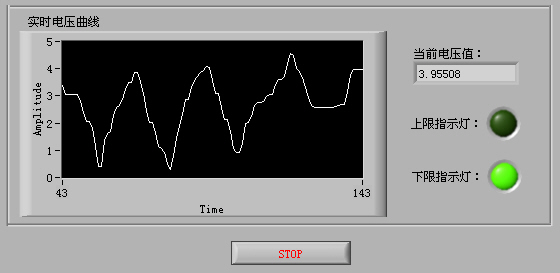 实时电压曲线
Amplitude
5
4
3
2
1
0
43
143
Time
当前电压值：
3.95508
上限指示灯：
下限指示灯：
STOP